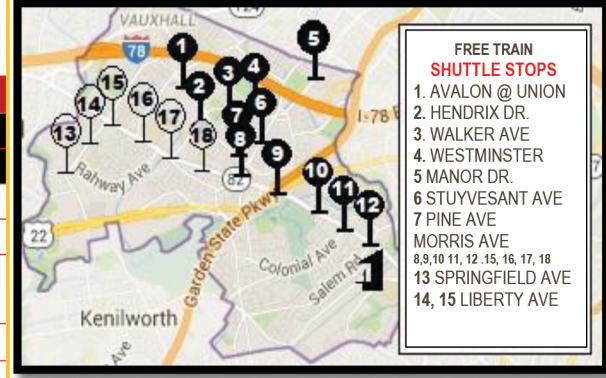 124
VAUXHALL
78
1
5
3
4
2
15
14
16
17
7
6
I-78 E
13
18
8
9
Rahway Ave
82
10
11
12
22
Garden State Pkwy
Colonial Ave
Salem Rd
1
Kenilworth
Ave
FREE TRAIN
SHUTTLE STOPS
1. AVALON @ UNION
2. HENDRIX DR.
3. WALKER AVE
4. WESTMINSTER
5 MANOR DR.
6 STUYVESANT AVE
7 PINE AVE
MORRIS AVE
8,9,10 11, 12 .15, 16, 17, 18
13 SPRINGFIELD AVE
14, 15 LIBERTY AVE